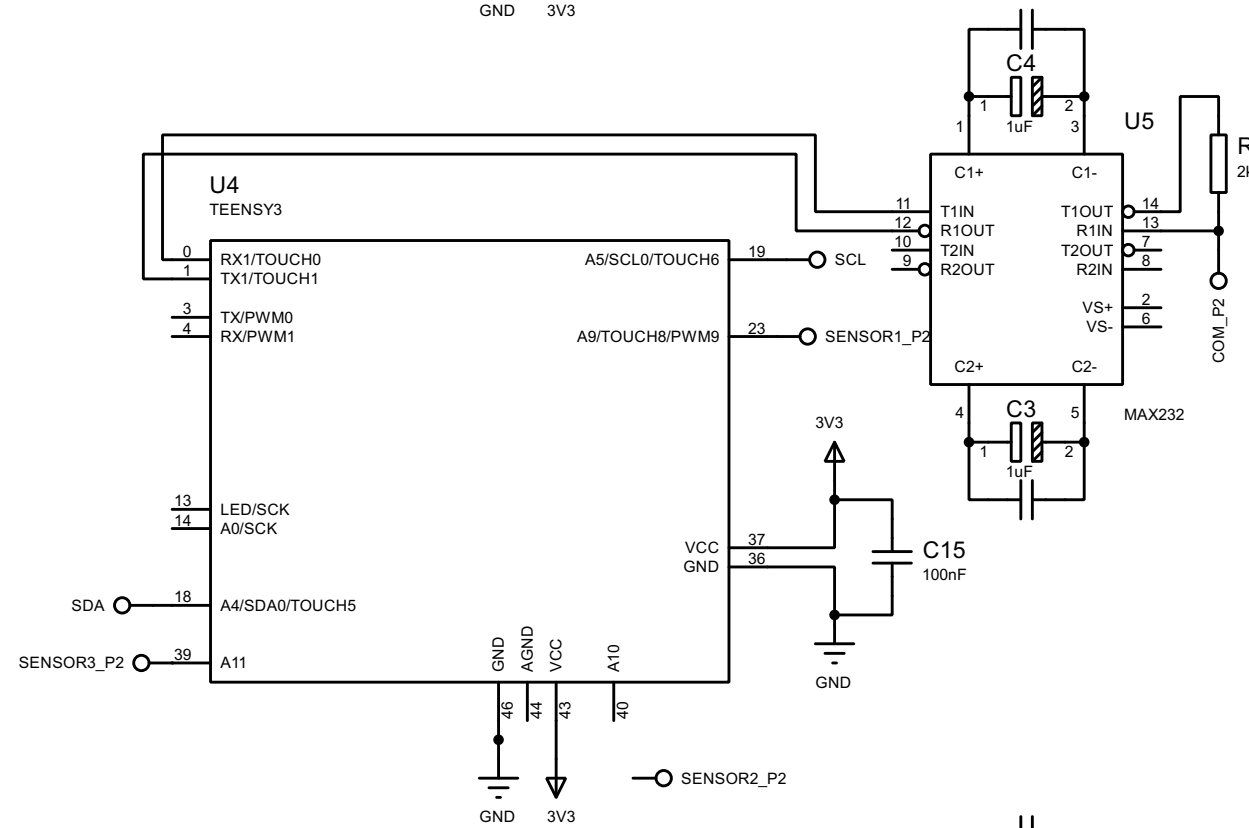 GND 3V3
C4
1 2
1uF
1 3
U5
R
2k
C1+ C1-
U4
TEENSY3
11 T1IN T1OUT 14
12 R1OUT R1IN 13
10 T2IN T2OUT 7
9 R2OUT R2IN 8
VS+ 2
VS- 6
COM_P2
C2+ C2-
4 5
MAX232
C3
1 2
1uF
0 RX1/TOUCH0 A5/SCL0/TOUCH6 19 SCL
1 TX1/TOUCH1
3 TX/PWM0
4 RX/PWM1 A9/TOUCH8/PWM9 23 SENSOR1_P2
3V3
13 LED/SCK
14 A0/SCK
VCC 37
GND 36
C15
100nF
SDA 18 A4/SDA0/TOUCH5
SENSOR3_P2 39 A11
GND AGND VCC A10
46 44 43 40
GND
SENSOR2_P2
GND 3V3